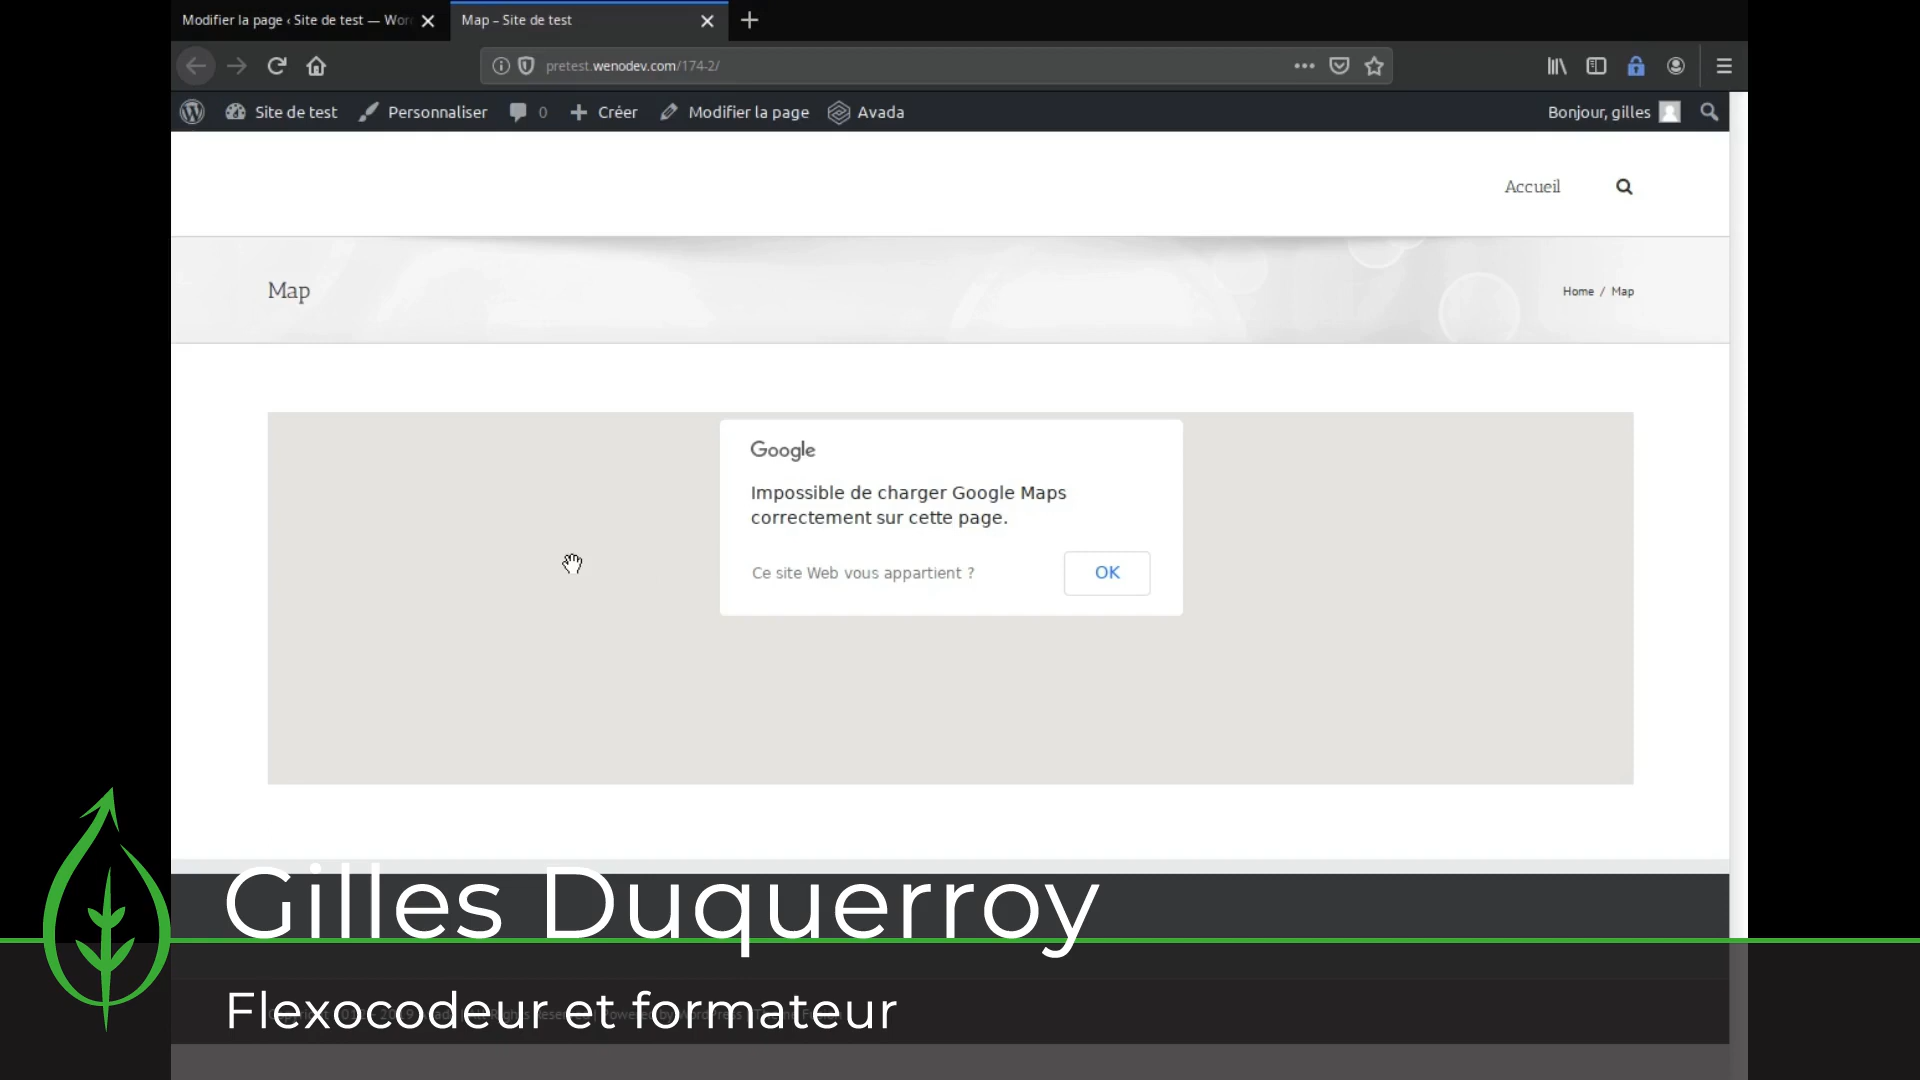 Modifier la page ‹ Site de test — Wor
Map – Site de test
pretest.wenodev.com/174-2/
Site de test
Personnaliser
0
Créer
Modifier la page
Avada
Bonjour, gilles
Accueil
Map
Home / Map
Google
Impossible de charger Google Maps
correctement sur cette page.
Ce site Web vous appartient ?
OK
Gilles Duquerroy
Flexocodeur et formateur